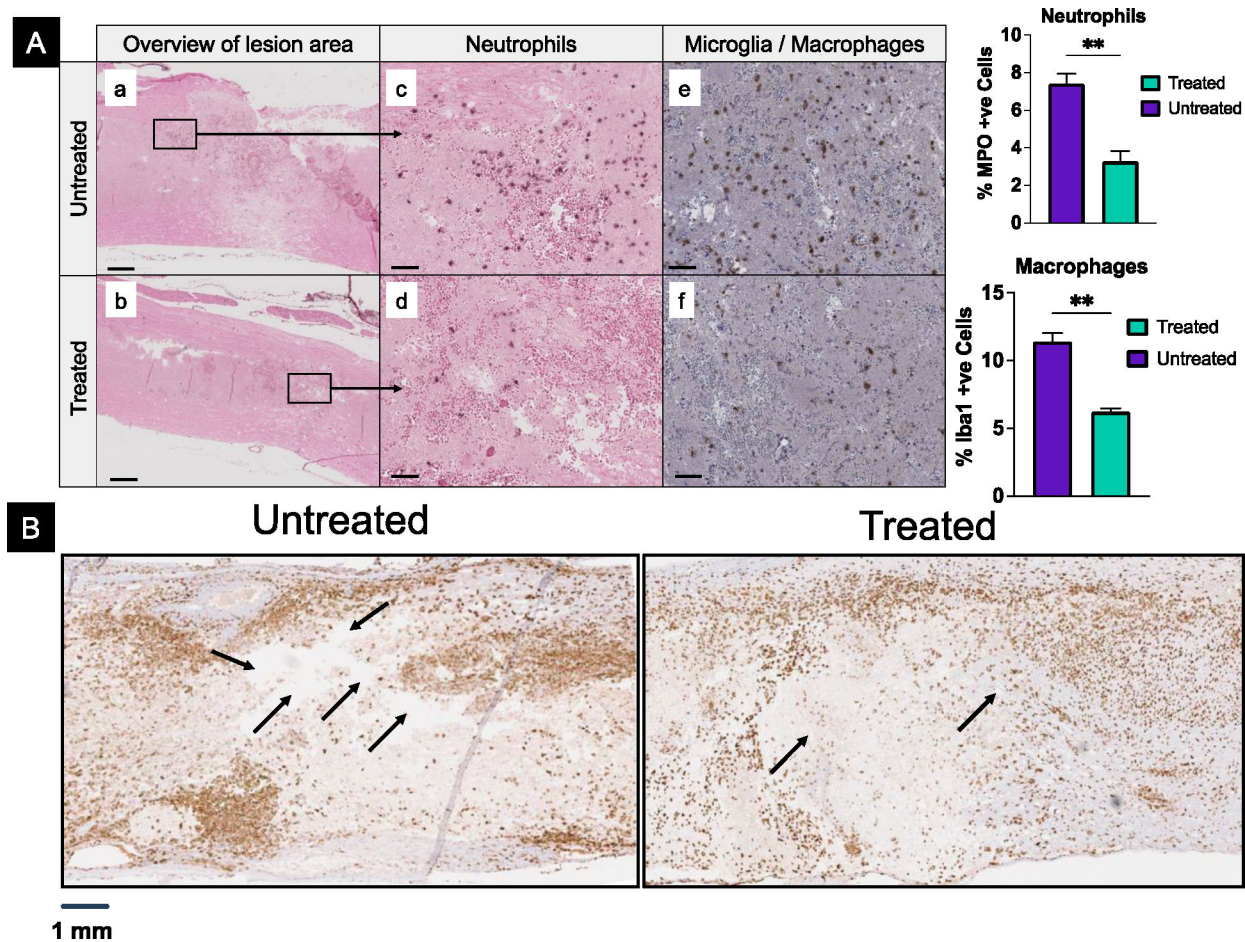 A
Overview of lesion area
Neutrophils
Microglia / Macrophages
Untreated
a
c
e
Treated
b
d
f
Neutrophils
10
8
6
4
2
0
% MPO +ve Cells
**
Treated
Untreated
Macrophages
15
10
5
0
% Iba1 +ve Cells
**
Treated
Untreated
B
Untreated
Treated
1 mm